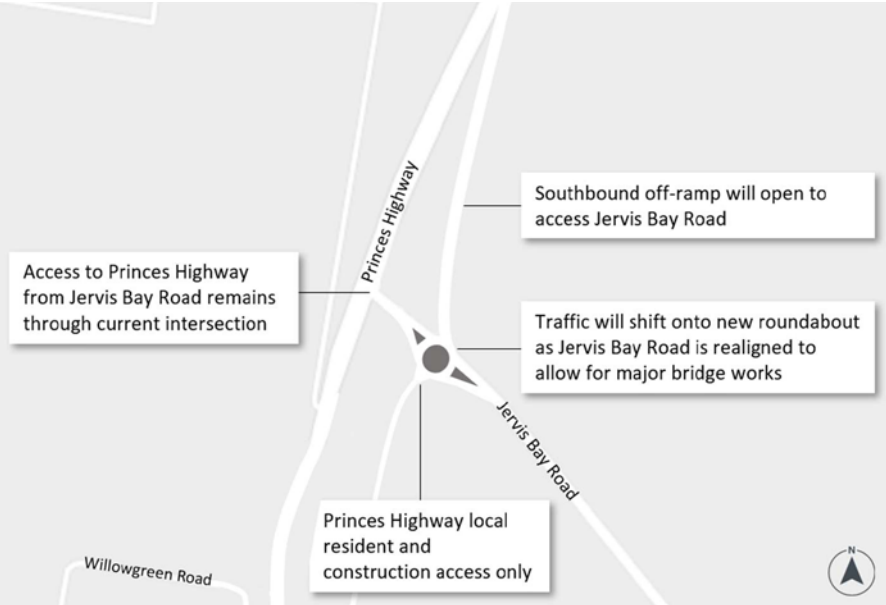 Princes Highway
Southbound off-ramp will open to
access Jervis Bay Road
Access to Princes Highway
from Jervis Bay Road remains
through current intersection
Traffic will shift onto new roundabout
as Jervis Bay Road is realigned to
allow for major bridge works
Jervis Bay Road
Princes Highway local
resident and
construction access only
Willowgreen Road
N